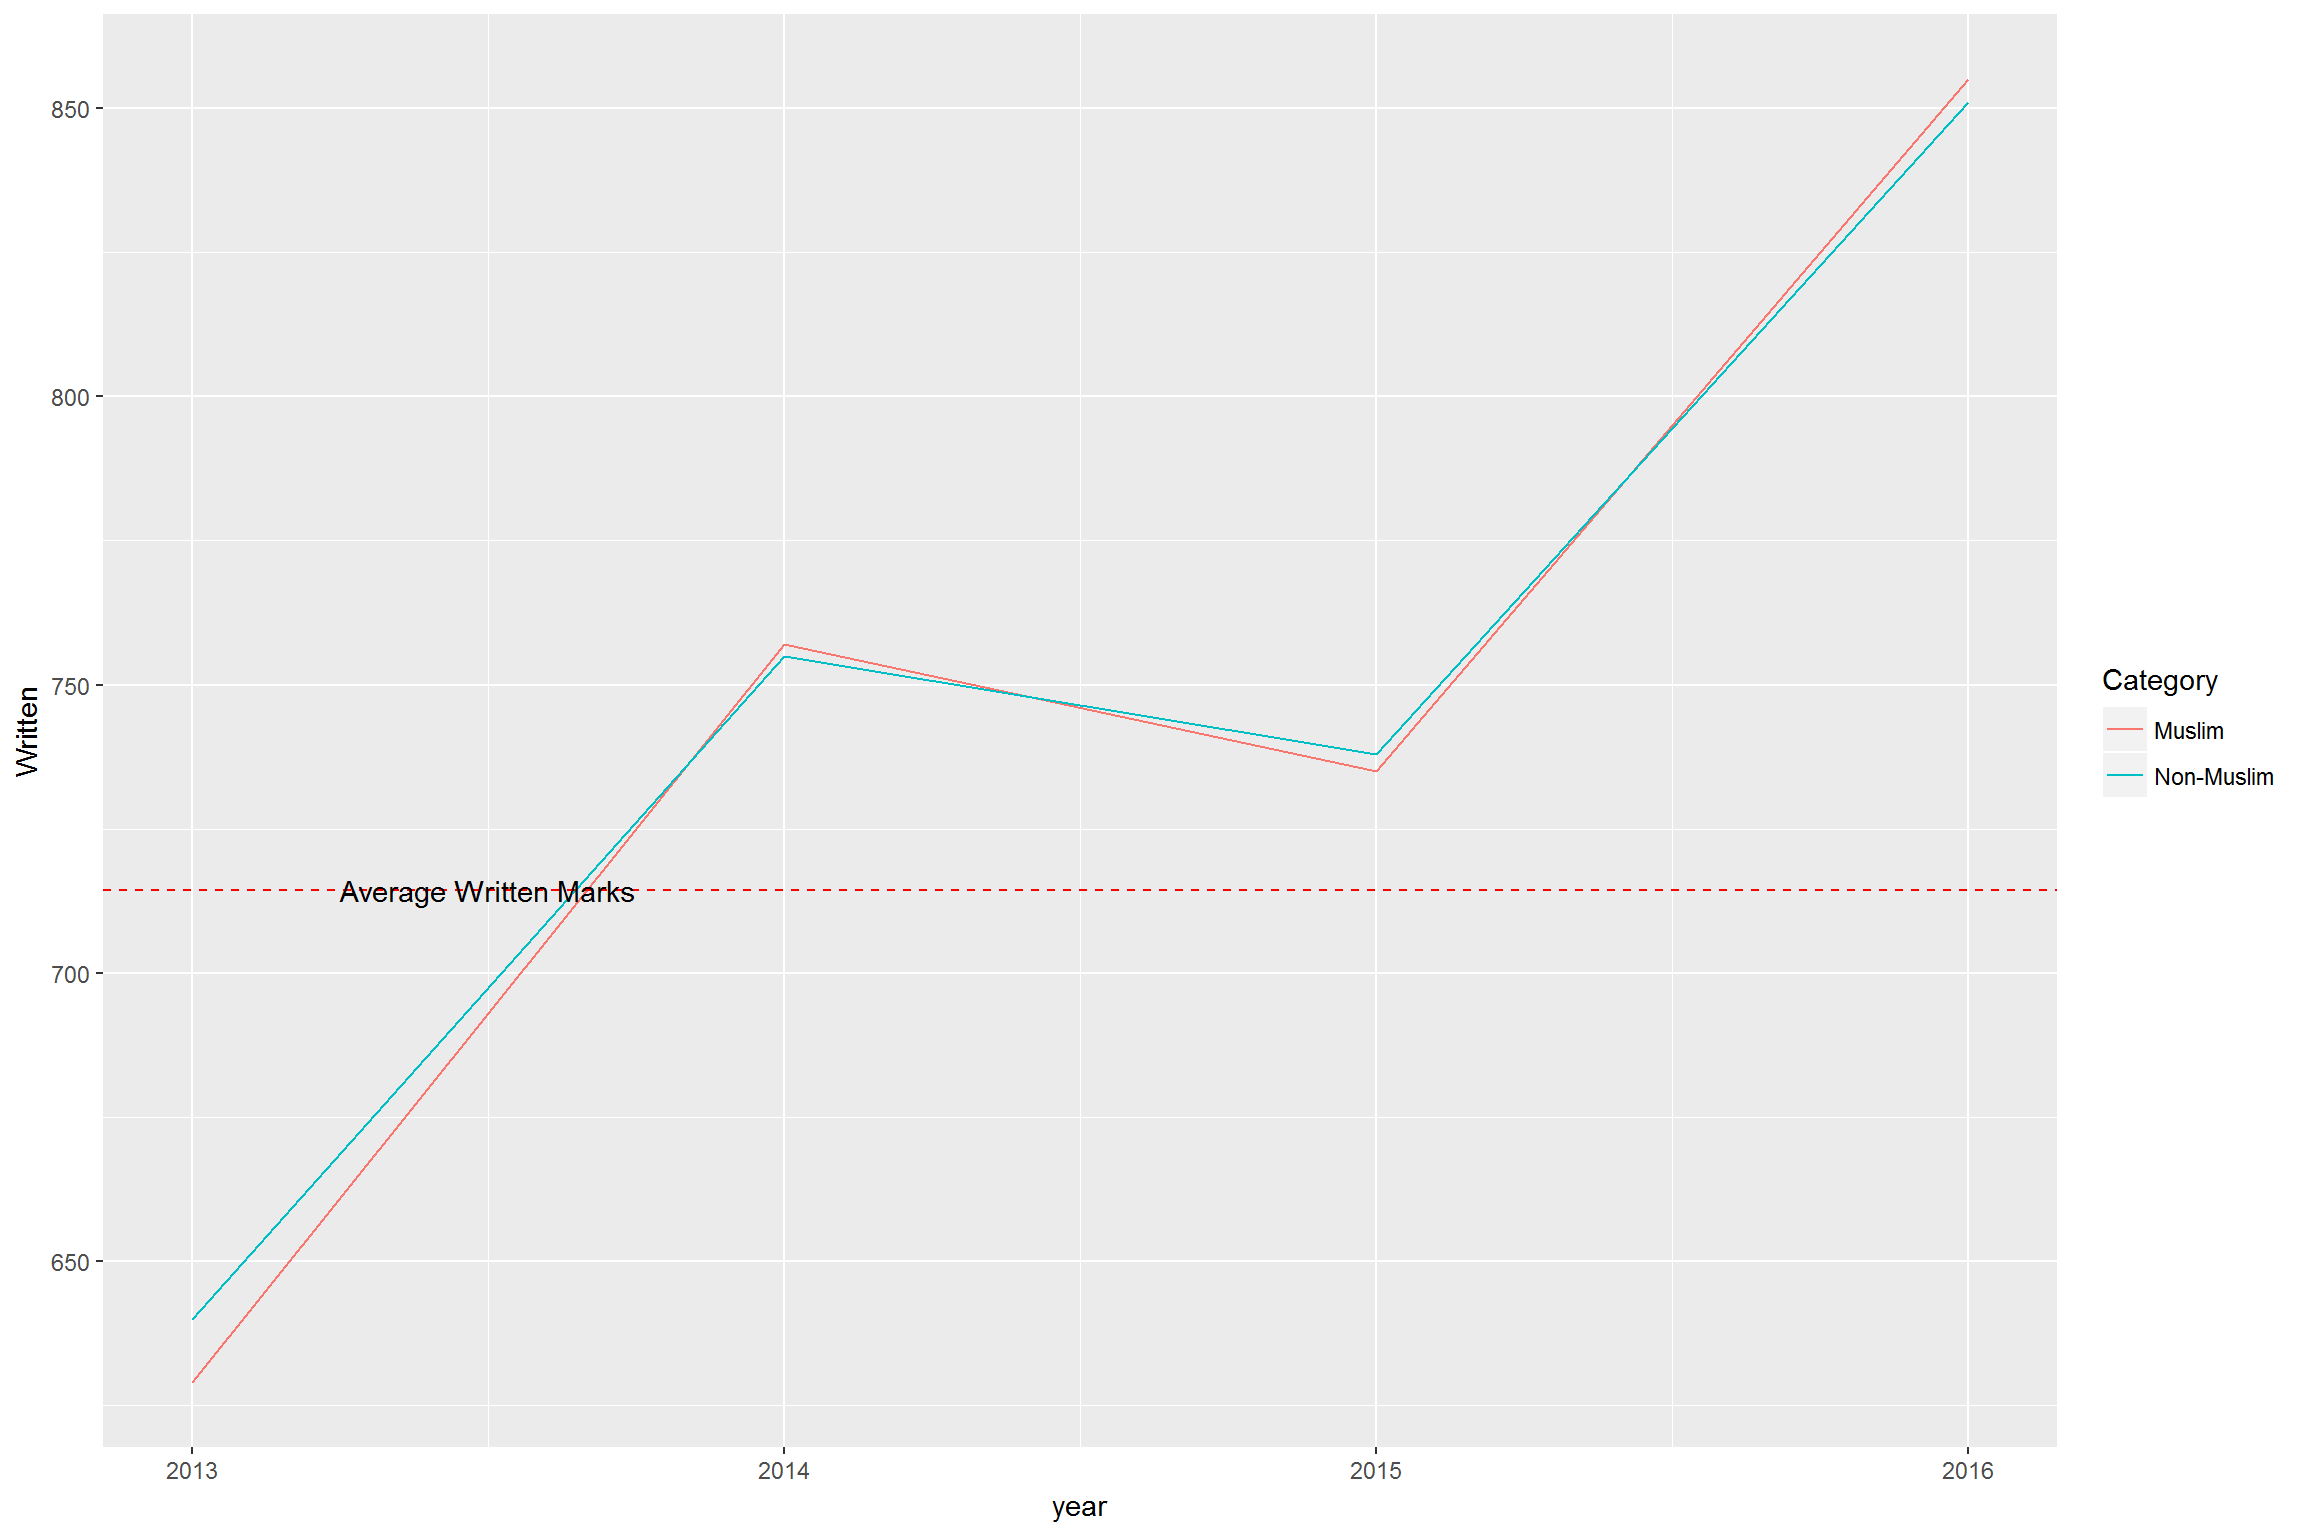 850
800
750
700
650
Written
Average Written Marks
2013 2014 2015 2016
year
Category
Muslim
Non-Muslim